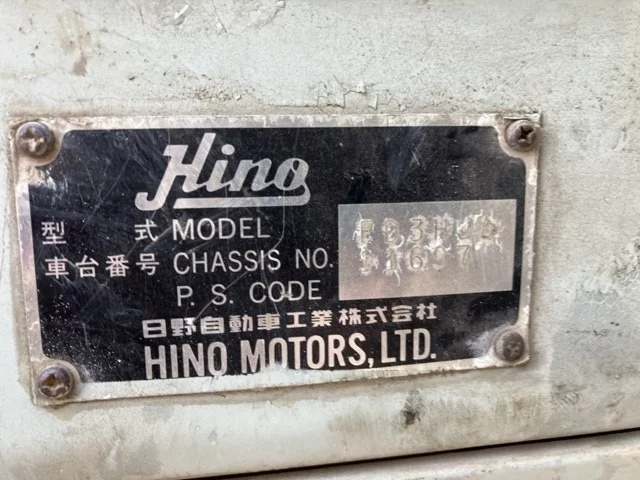 Hino
型 式 MODEL
車台番号 CHASSIS NO.
P. S. CODE
日野自動車工業株式会社
HINO MOTORS, LTD.